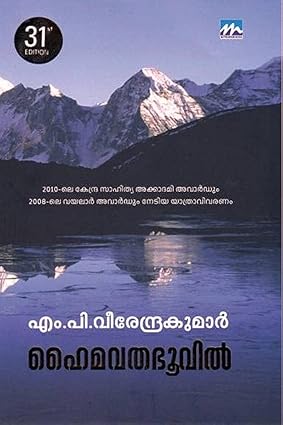 31ST
EDITION
2010-ലെ കേന്ദ്ര സാഹിത്യ അക്കാദമി അവാർഡും
2008-ലെ വയലാർ അവാർഡും നേടിയ യാത്രാവിവരണം
എം.പി.വീരേന്ദ്രകുമാർ
ഹൈമവതഭൂവിൽ